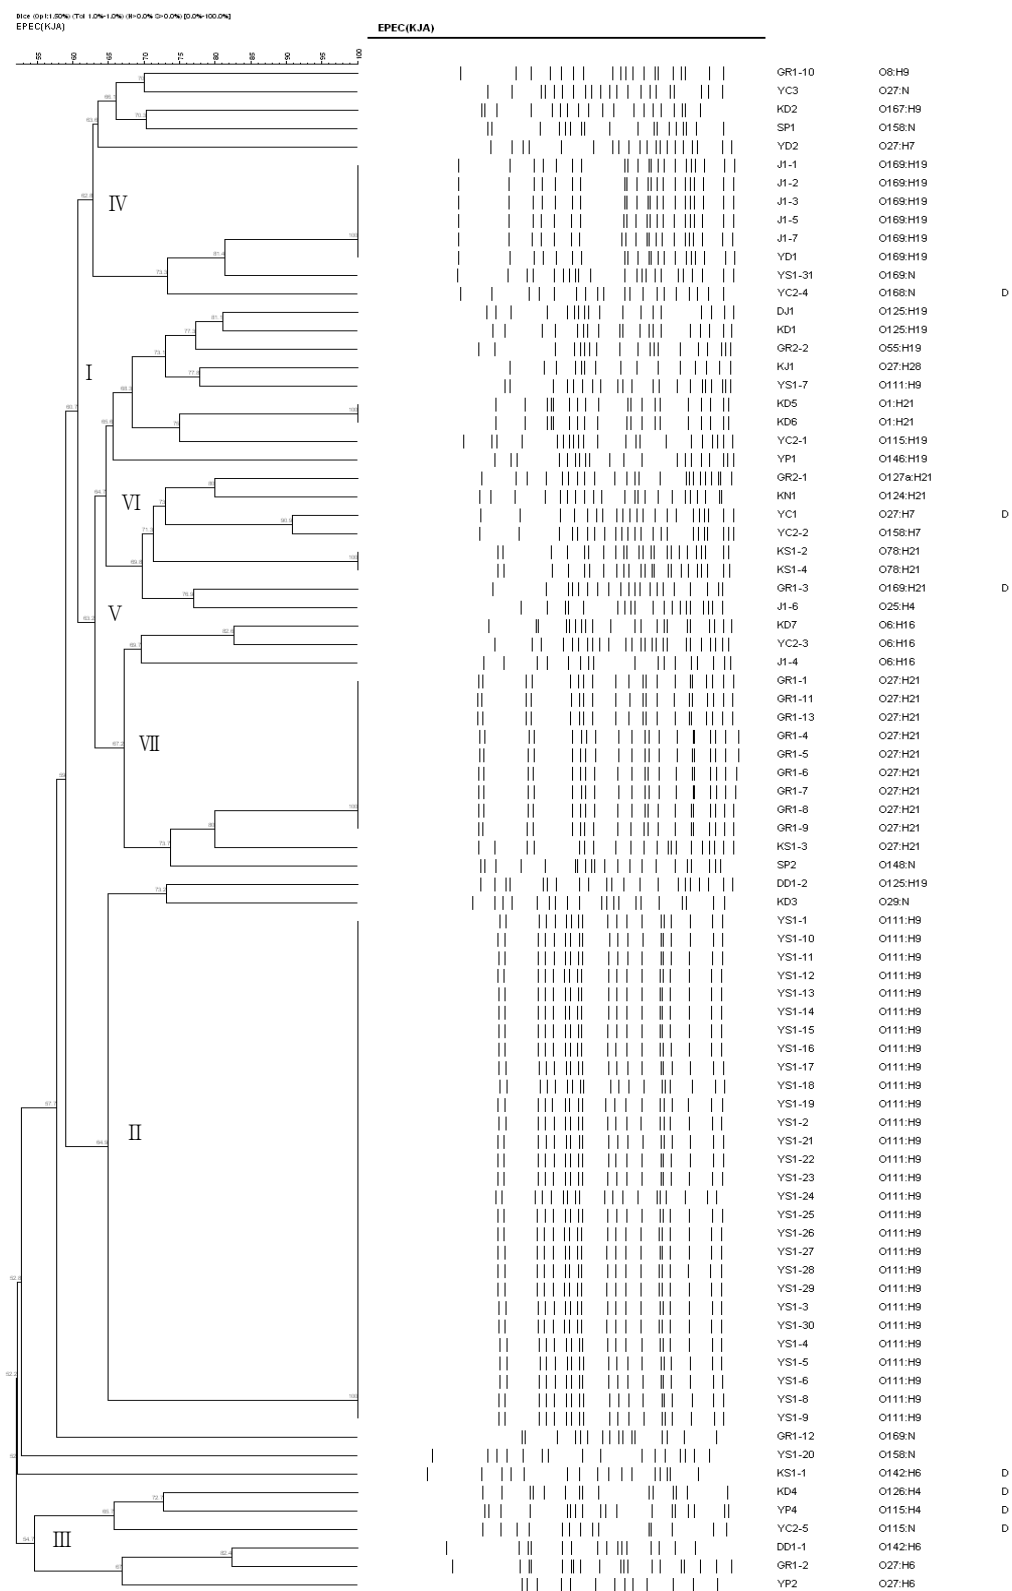 Dice (Opt:1.50%) (Tol 1.0%-1.0%) (H>0.0% S>0.0%) [0.0%-100.0%]
EPEC(KJA) EPEC(KJA)
55 60 65 70 75 80 85 90 95 100
GR1-10 O8:H9
YC3 O27:N
KD2 O167:H9
SP1 O158:N
YD2 O27:H7
J1-1 O169:H19
J1-2 O169:H19
IV J1-3 O169:H19
J1-5 O169:H19
J1-7 O169:H19
YD1 O169:H19
YS1-31 O169:N
YC2-4 O168:N D
DJ1 O125:H19
KD1 O125:H19
GR2-2 O55:H19
I KJ1 O27:H28
YS1-7 O111:H9
KD5 O1:H21
KD6 O1:H21
YC2-1 O115:H19
YP1 O146:H19
GR2-1 O127a:H21
VI KN1 O124:H21
YC1 O27:H7 D
YC2-2 O158:H7
KS1-2 O78:H21
KS1-4 O78:H21
GR1-3 O169:H21 D
V J1-6 O25:H4
KD7 O6:H16
YC2-3 O6:H16
J1-4 O6:H16
GR1-1 O27:H21
GR1-11 O27:H21
GR1-13 O27:H21
VII GR1-4 O27:H21
GR1-5 O27:H21
GR1-6 O27:H21
GR1-7 O27:H21
GR1-8 O27:H21
GR1-9 O27:H21
KS1-3 O27:H21
SP2 O148:N
DD1-2 O125:H19
KD3 O29:N
YS1-1 O111:H9
YS1-10 O111:H9
YS1-11 O111:H9
YS1-12 O111:H9
YS1-13 O111:H9
YS1-14 O111:H9
YS1-15 O111:H9
YS1-16 O111:H9
YS1-17 O111:H9
YS1-18 O111:H9
YS1-19 O111:H9
II YS1-2 O111:H9
YS1-21 O111:H9
YS1-22 O111:H9
YS1-23 O111:H9
YS1-24 O111:H9
YS1-25 O111:H9
YS1-26 O111:H9
YS1-27 O111:H9
YS1-28 O111:H9
YS1-29 O111:H9
YS1-3 O111:H9
YS1-30 O111:H9
YS1-4 O111:H9
YS1-5 O111:H9
YS1-6 O111:H9
YS1-8 O111:H9
YS1-9 O111:H9
GR1-12 O169:N
YS1-20 O158:N
KS1-1 O142:H6 D
KD4 O126:H4 D
YP4 O115:H4 D
III YC2-5 O115:N D
DD1-1 O142:H6
GR1-2 O27:H6
YP2 O27:H6